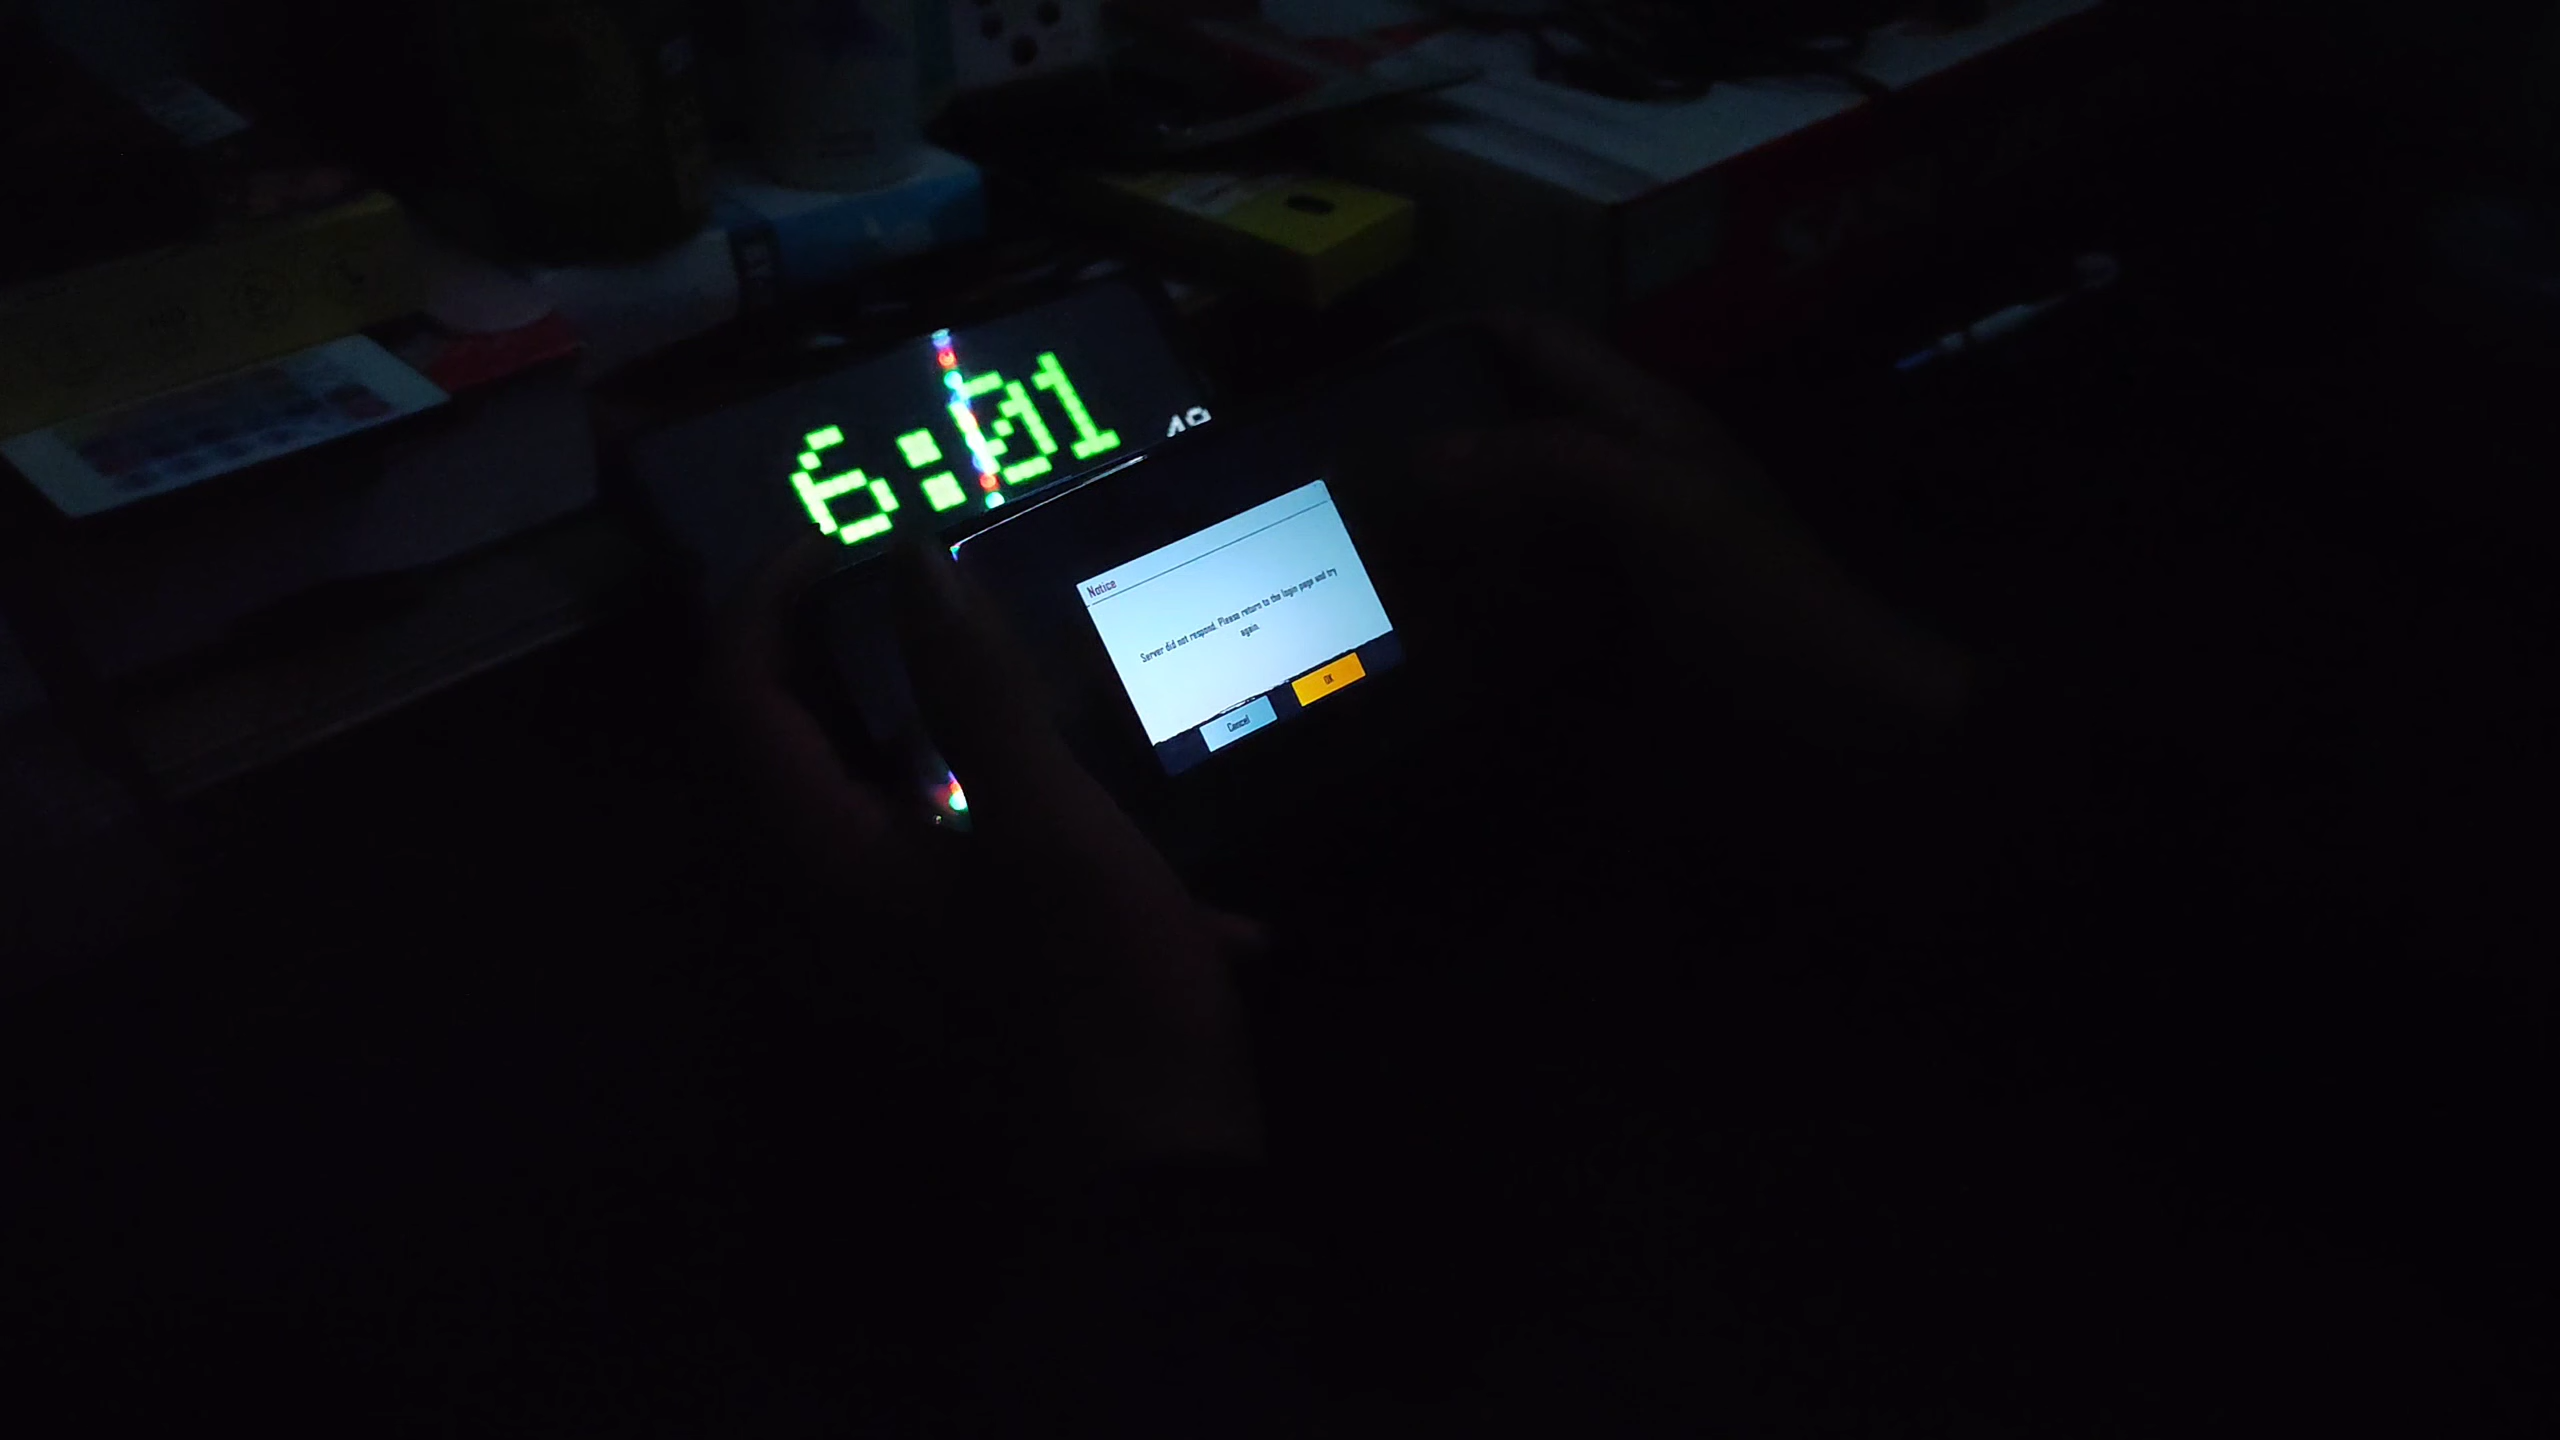 6:01
Notice
Server did not respond. Please return to the login page and try
again.
Cancel
OK